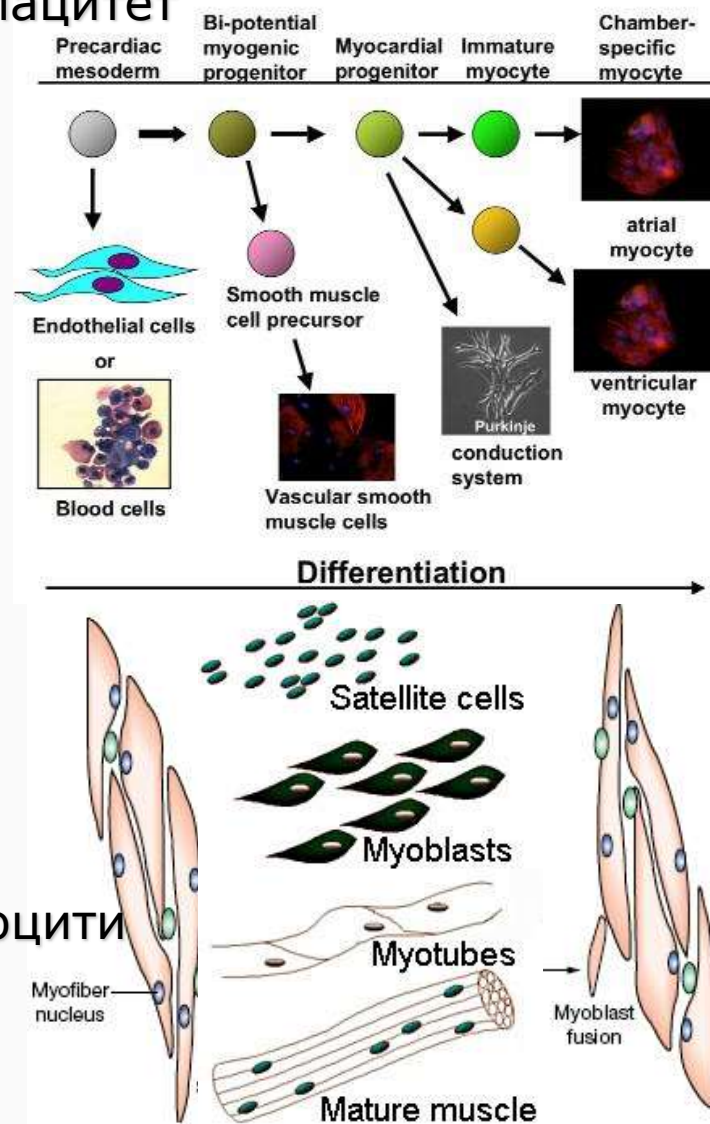 Precardiac
mesoderm
Bi-potential
myogenic
progenitor
Myocardial
progenitor
Immature
myocyte
Chamber-
specific
myocyte
atrial
myocyte
Endothelial cells
or
Blood cells
Smooth muscle
cell precursor
Vascular smooth
muscle cells
Purkinje
conduction
system
ventricular
myocyte
Differentiation
Satellite cells
Myoblasts
Myotubes
Mature muscle
Myofiber
nucleus
Myoblast
fusion